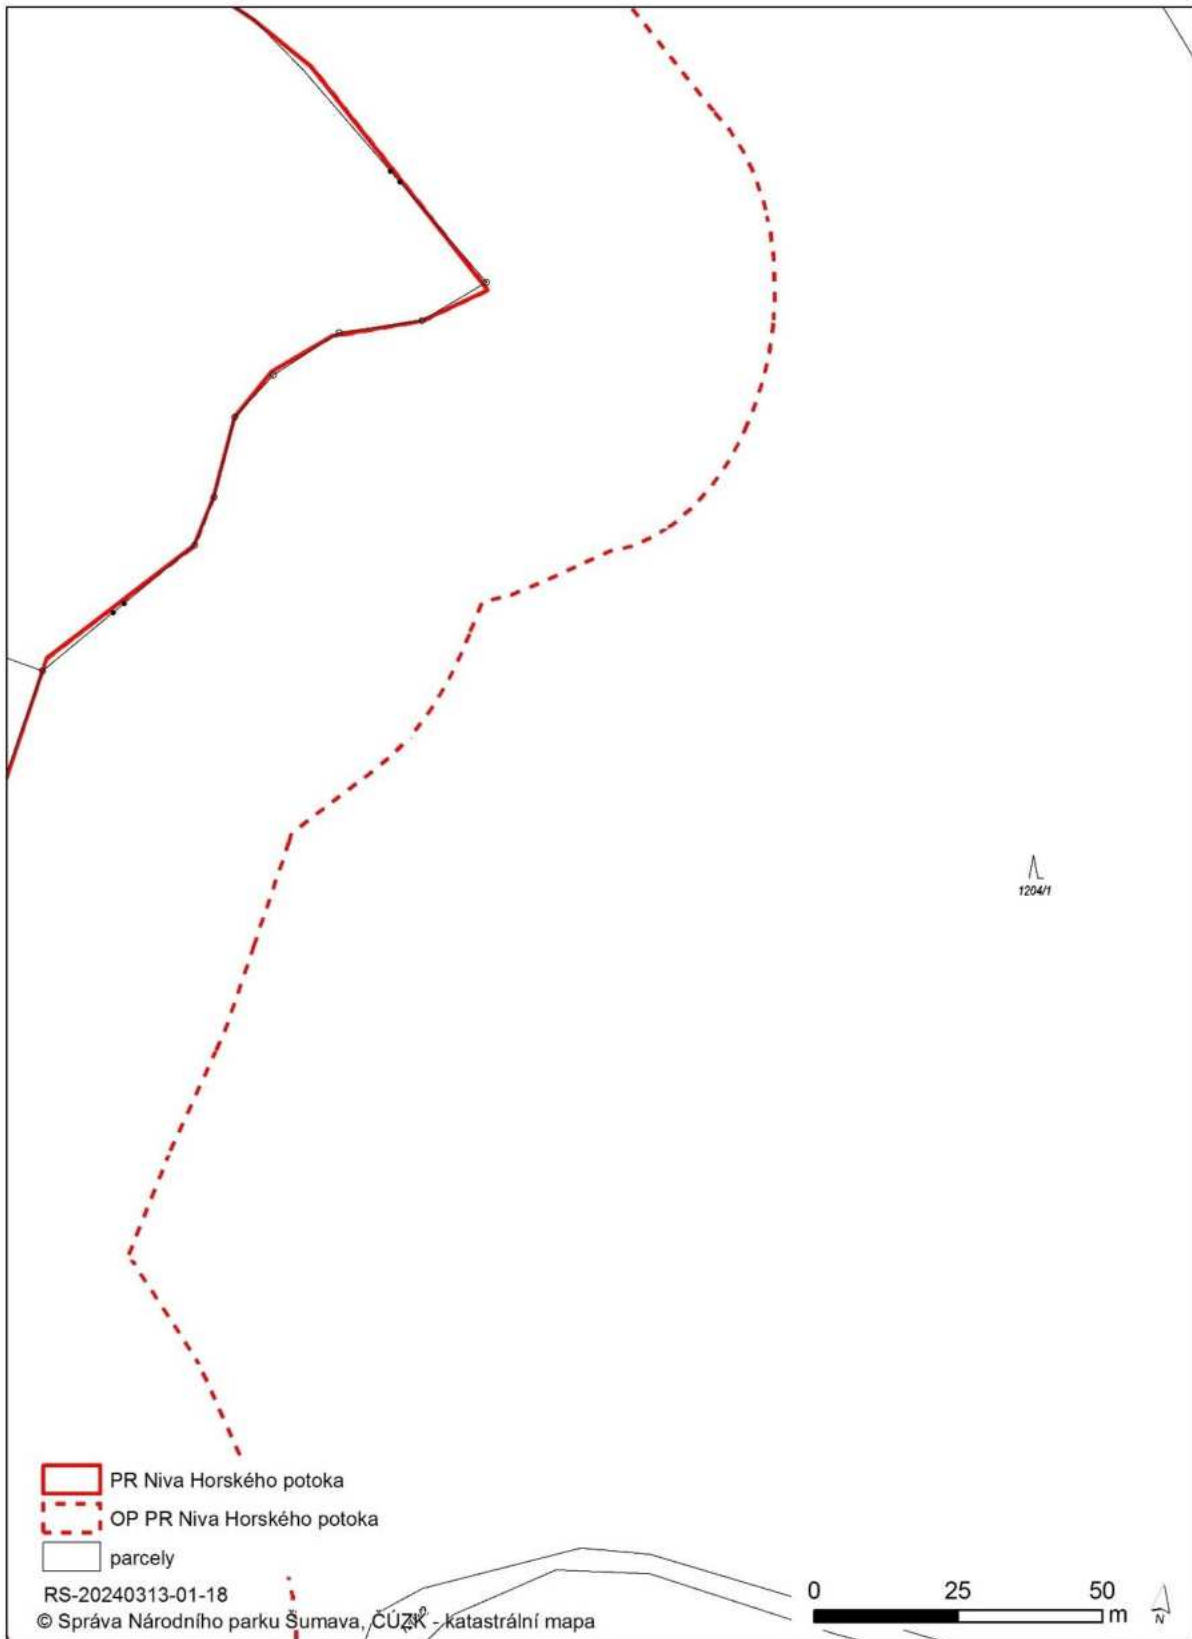 1204/1
PR Niva Horského potoka
OP PR Niva Horského potoka
parcely
RS-20240313-01-18
© Správa Národního parku Šumava, ČÚZK - katastrální mapa
0 25 50
m
N